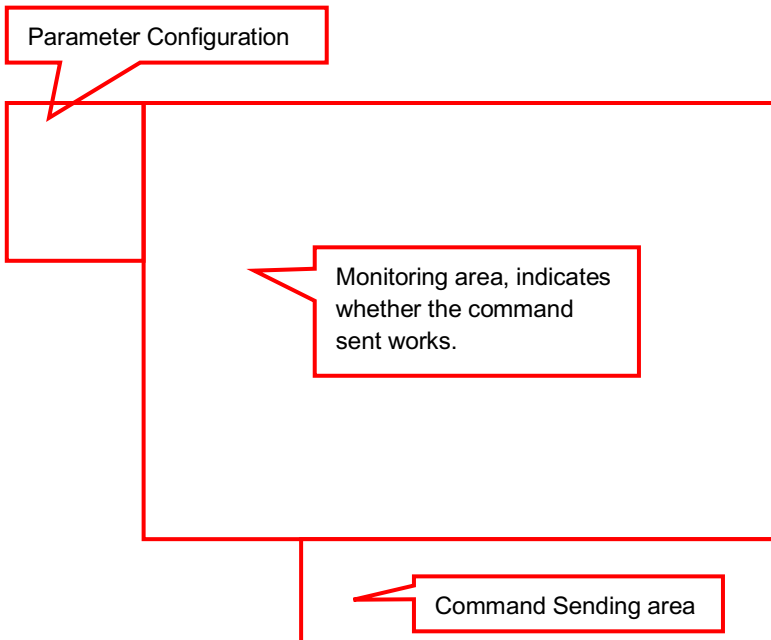 Parameter Configuration
Monitoring area, indicates
whether the command
sent works.
Command Sending area